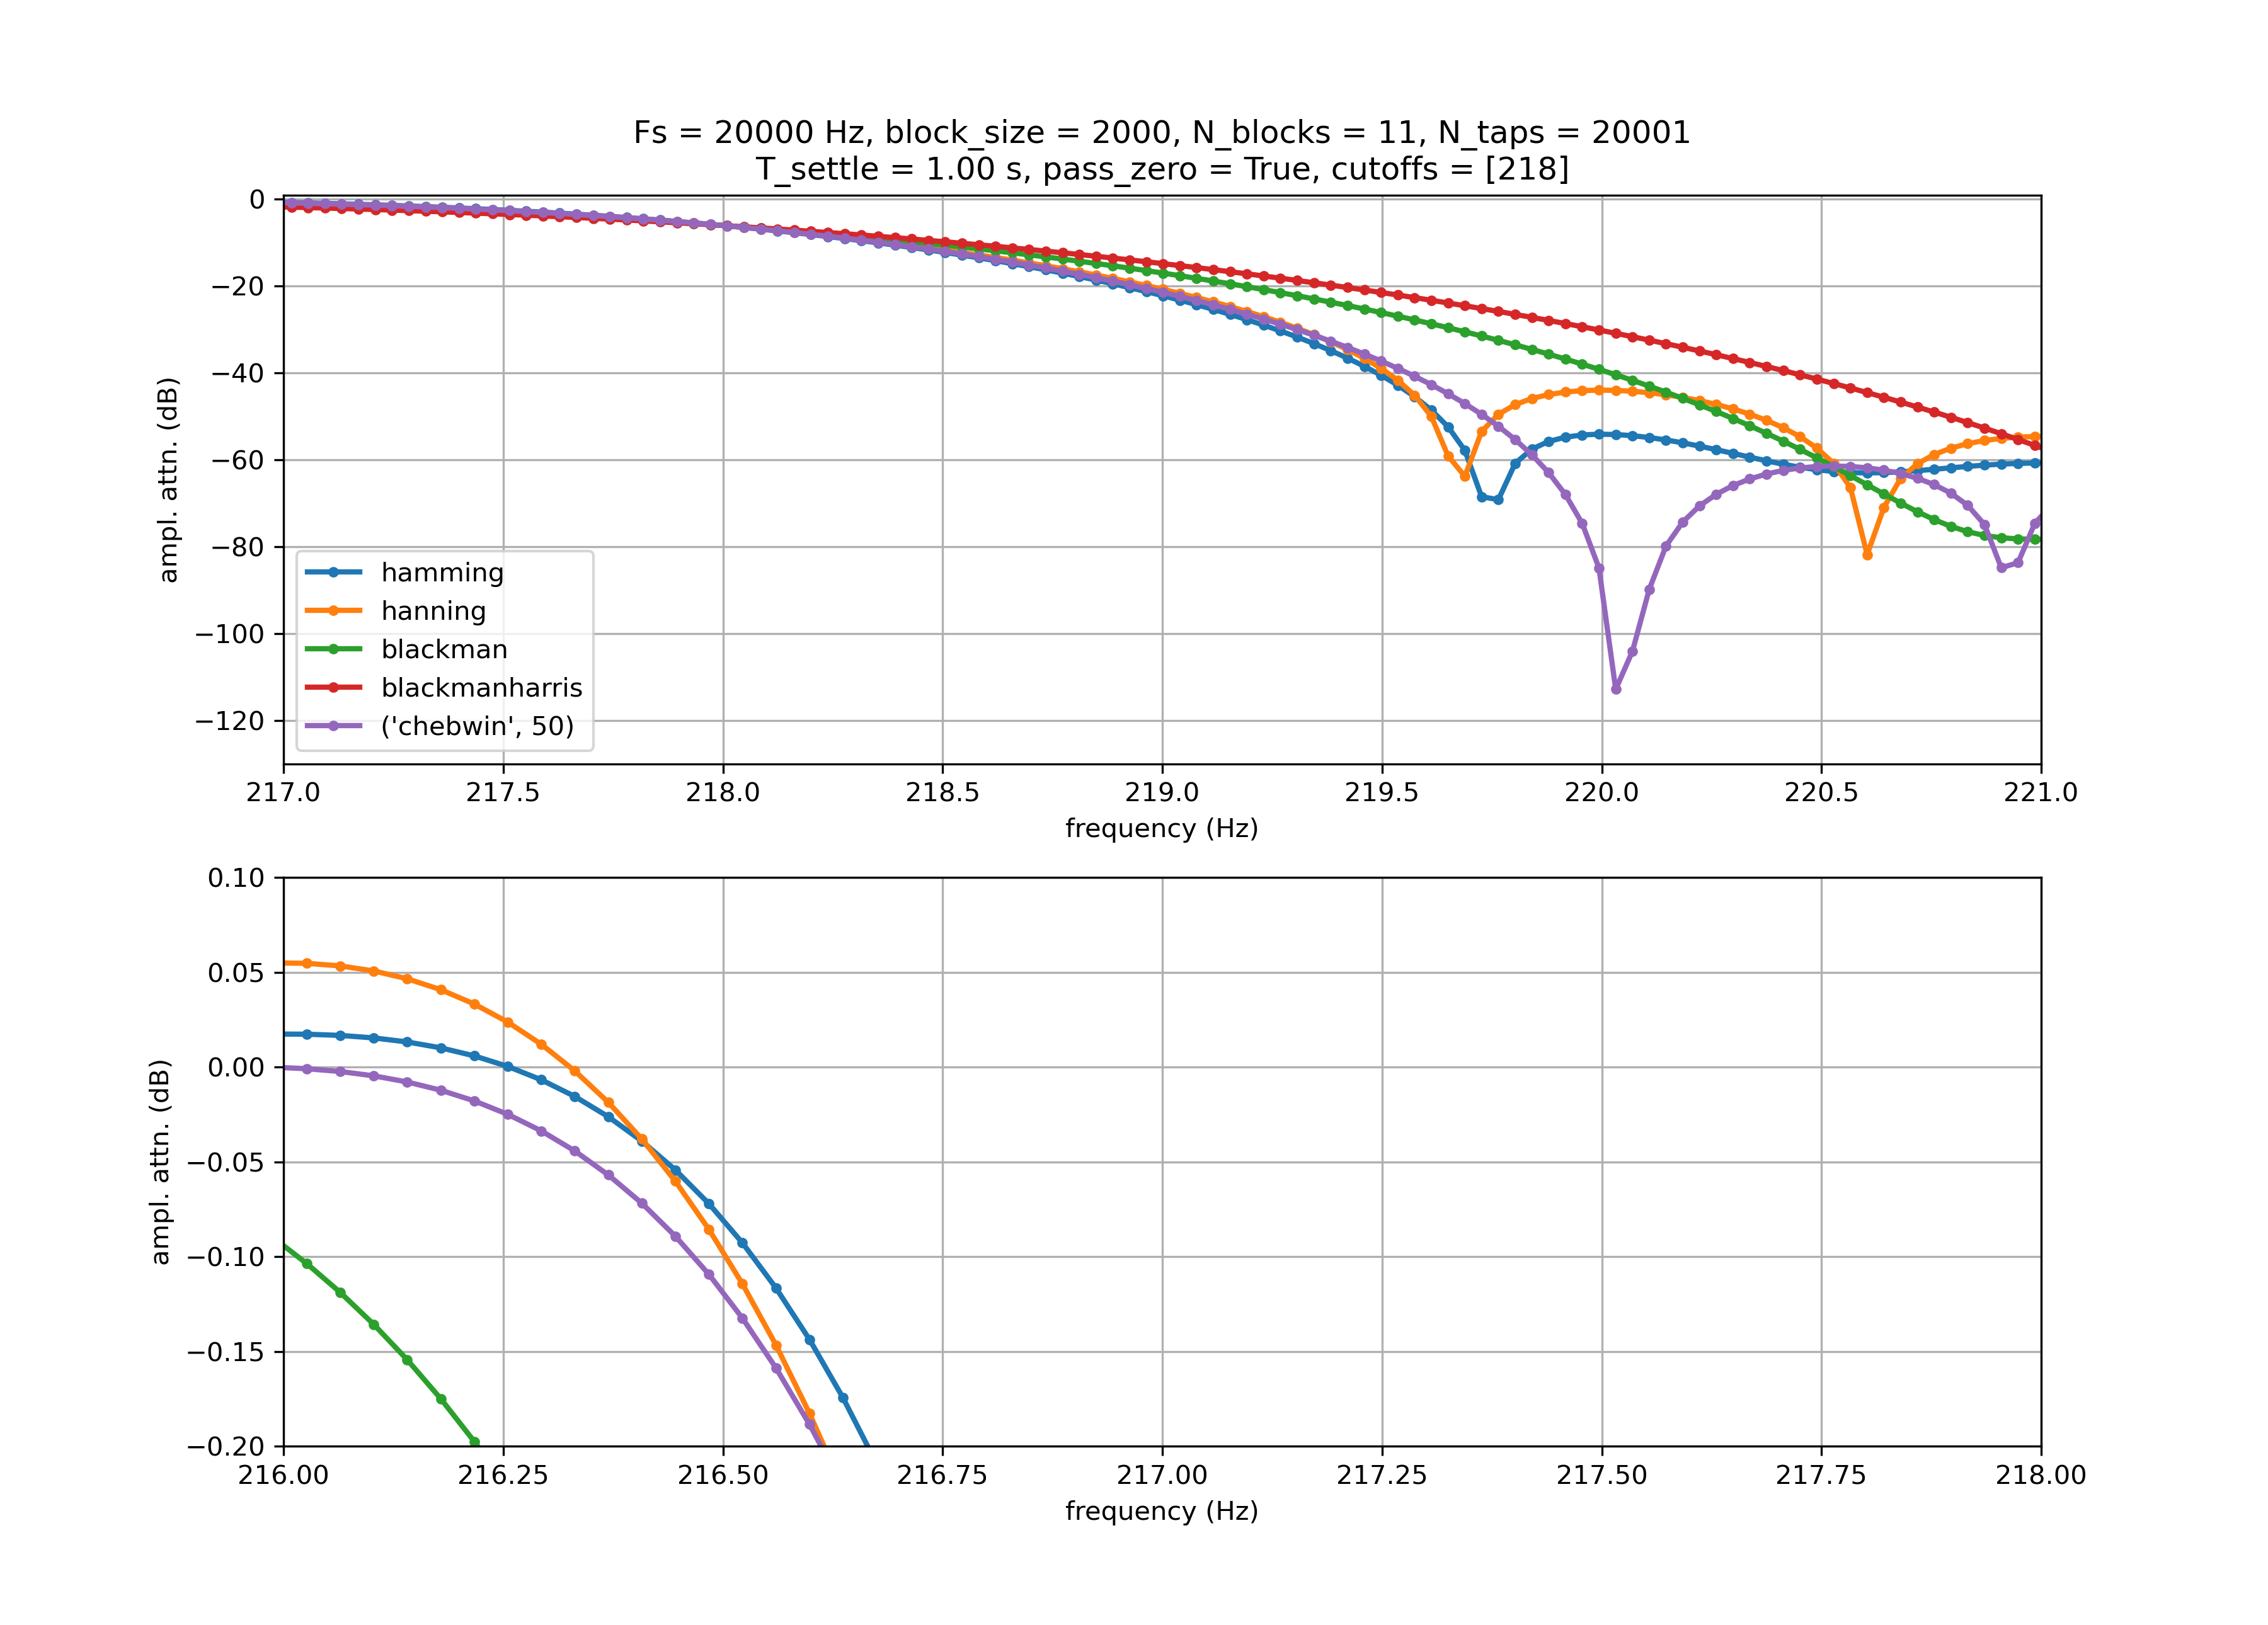 Fs = 20000 Hz, block_size = 2000, N_blocks = 11, N_taps = 20001
T_settle = 1.00 s, pass_zero = True, cutoffs = [218]
0
−20
−40
−60
−80
−100
−120
ampl. attn. (dB)
hamming
hanning
blackman
blackmanharris
('chebwin', 50)
217.0 217.5 218.0 218.5 219.0 219.5 220.0 220.5 221.0
frequency (Hz)
0.10
0.05
0.00
−0.05
−0.10
−0.15
−0.20
ampl. attn. (dB)
216.00 216.25 216.50 216.75 217.00 217.25 217.50 217.75 218.00
frequency (Hz)